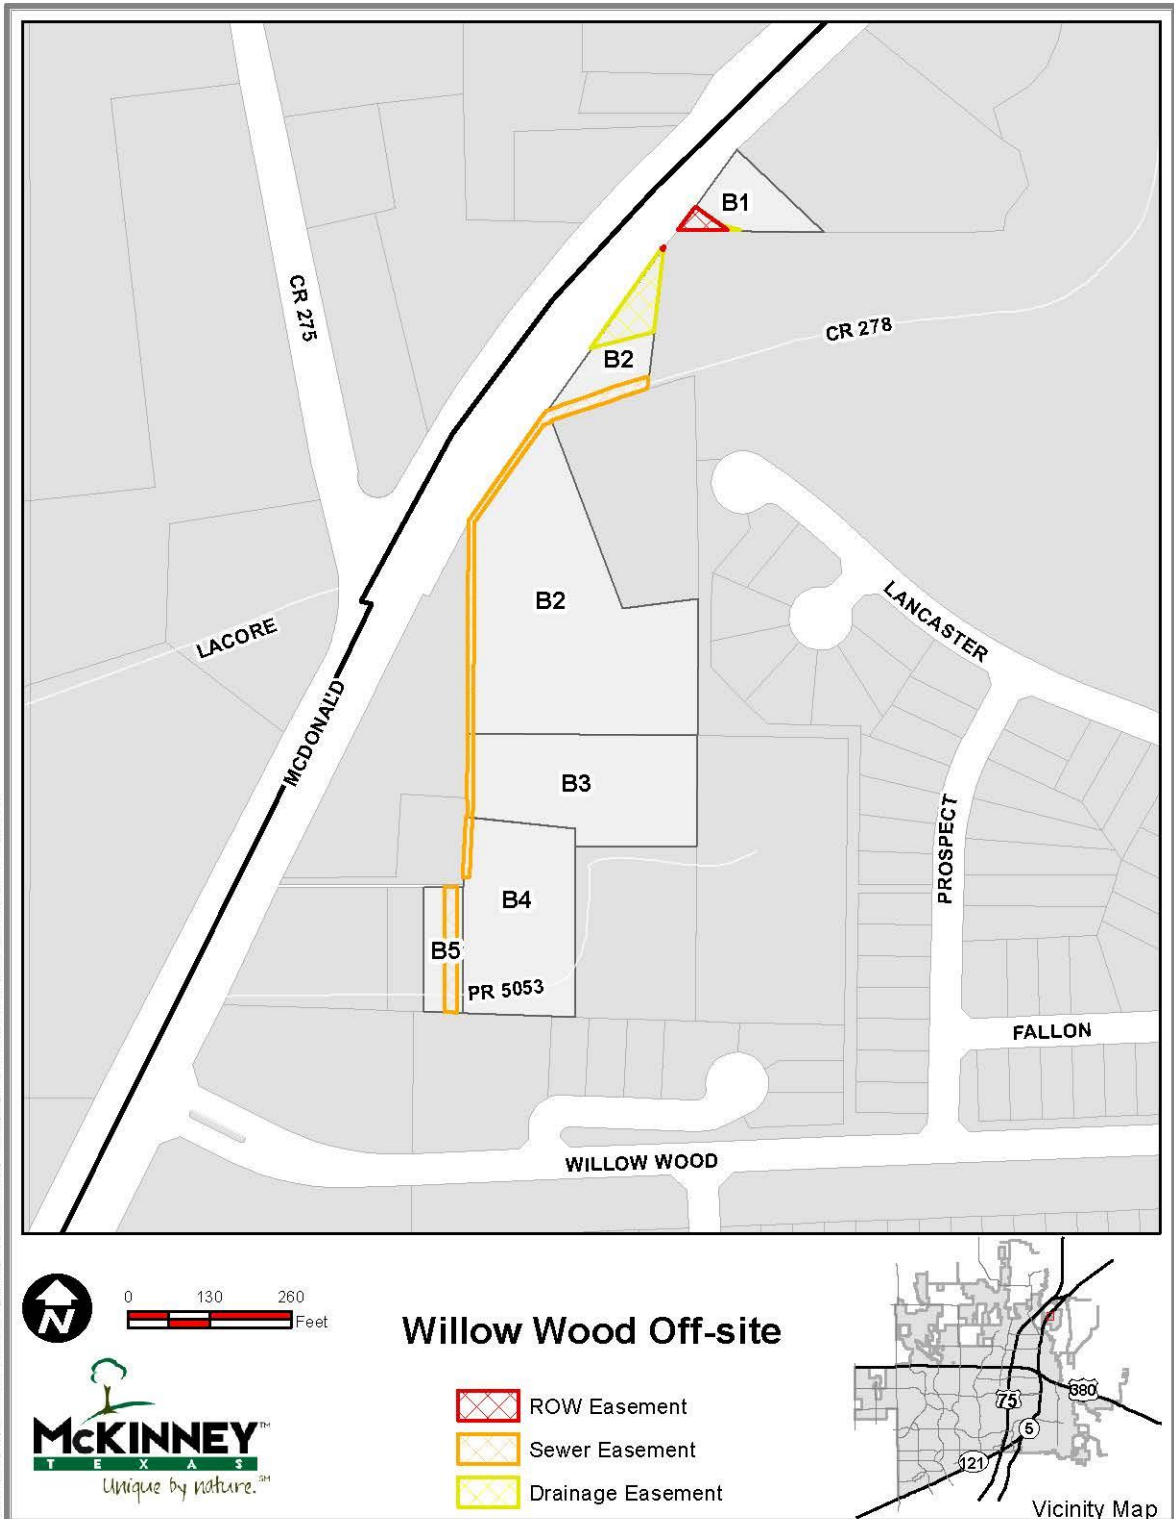 B1
CR 275
CR 278
B2
LANCASTER
B2
LACORE
MCDONALD
B3
PROSPECT
B4
B5
PR 5053
FALLON
WILLOW WOOD
N
0 130 260
Feet
Willow Wood Off-site
McKINNEY™
TEXAS
Unique by nature.℠
ROW Easement
Sewer Easement
Drainage Easement
75
380
5
121
Vicinity Map